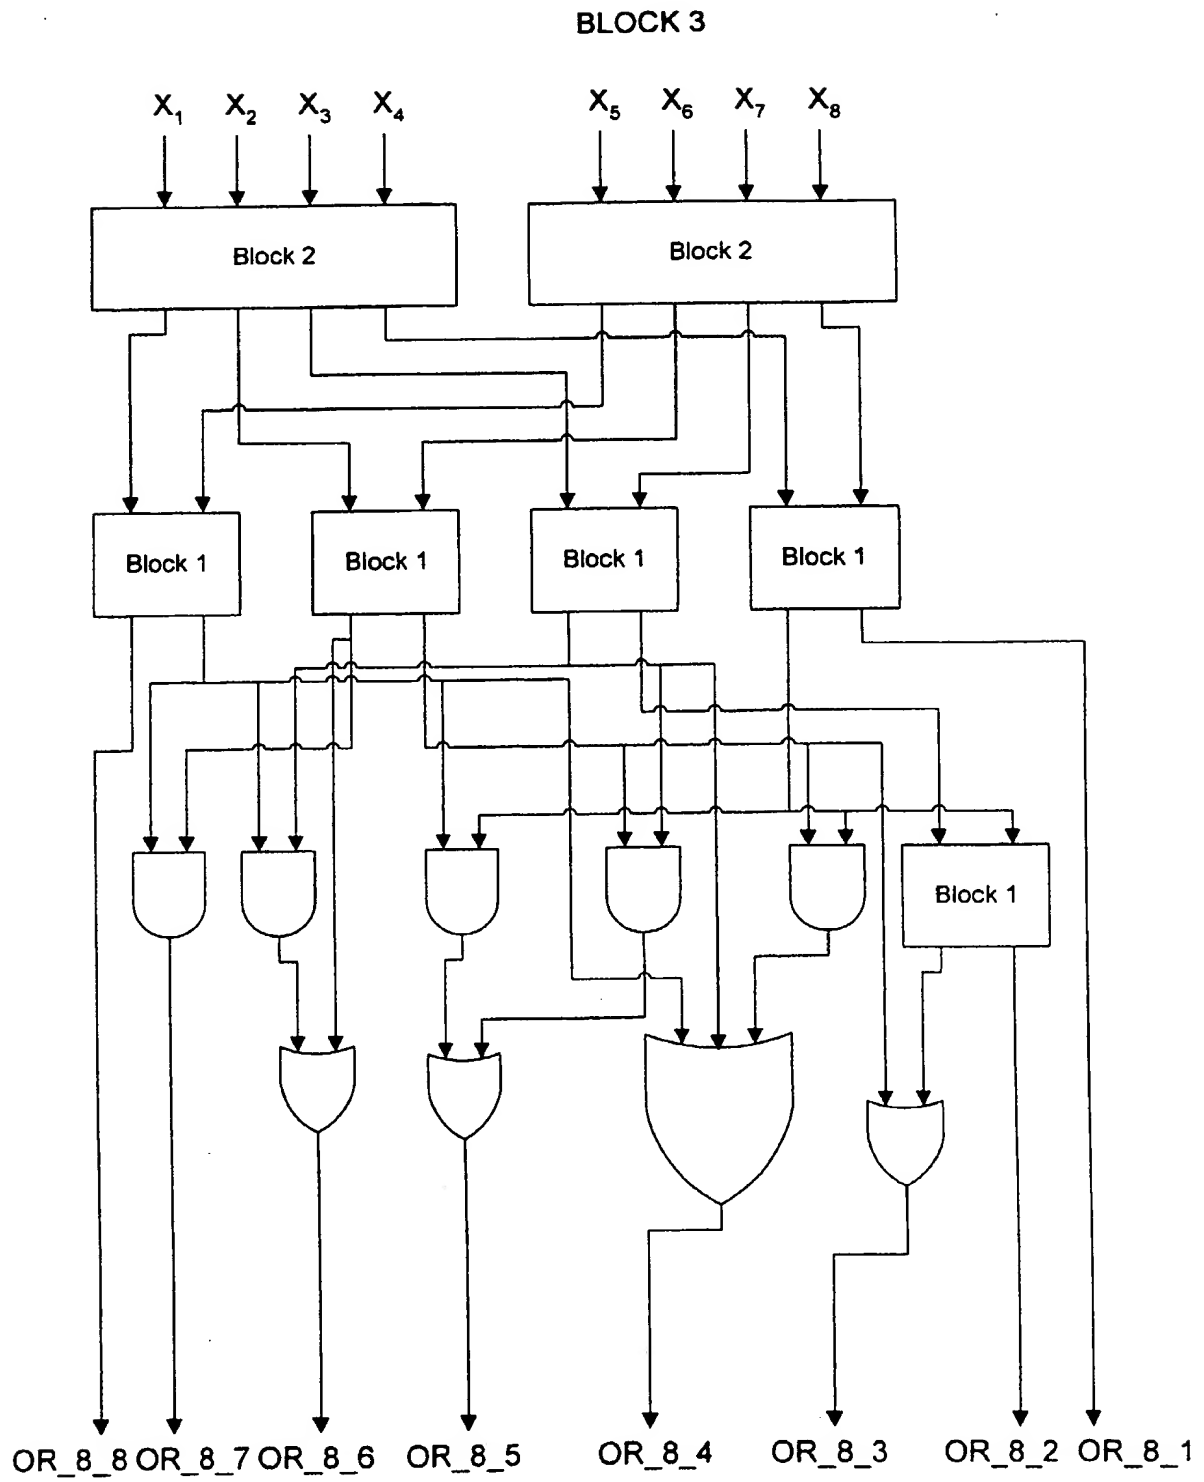 BLOCK 3
X1 X2 X3 X4 X5 X6 X7 X8
Block 2 Block 2
Block 1 Block 1 Block 1 Block 1
Block 1
OR_8_8 OR_8_7 OR_8_6 OR_8_5 OR_8_4 OR_8_3 OR_8_2 OR_8_1